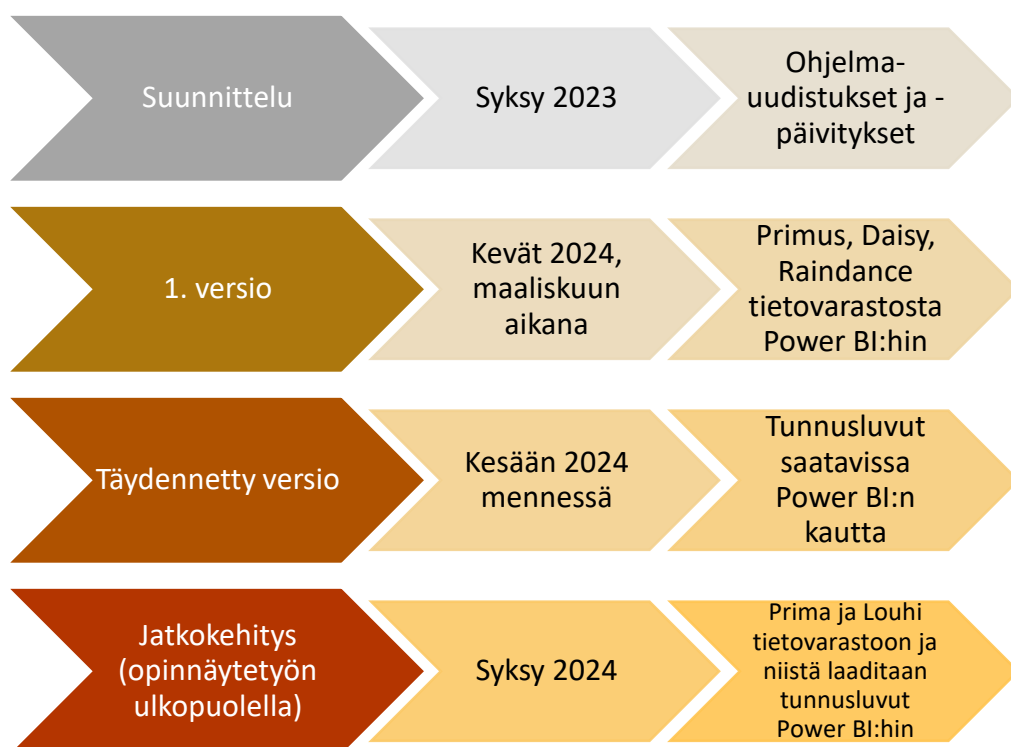 Suunnittelu
Syksy 2023
Ohjelma-
uudistukset ja -
päivitykset
1. versio
Kevät 2024,
maaliskuun
aikana
Primus, Daisy,
Raindance
tietovarastosta
Power BI:hin
Täydennetty versio
Kesään 2024
mennessä
Tunnusluvut
saatavissa
Power BI:n
kautta
Jatkokehitys
(opinnäytetyön
ulkopuolella)
Syksy 2024
Prima ja Louhi
tietovarastoon ja
niistä laaditaan
tunnusluvut
Power BI:hin